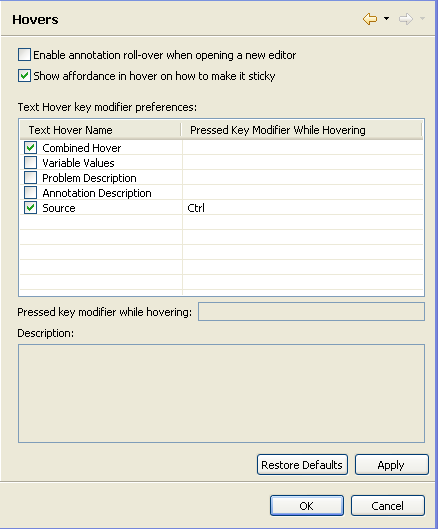 Hovers
Enable annotation roll-over when opening a new editor
Show affordance in hover on how to make it sticky
Text Hover key modifier preferences:
Text Hover Name Pressed Key Modifier While Hovering
Combined Hover
Variable Values
Problem Description
Annotation Description
Source Ctrl
Pressed key modifier while hovering:
Description:
Restore Defaults Apply
OK Cancel